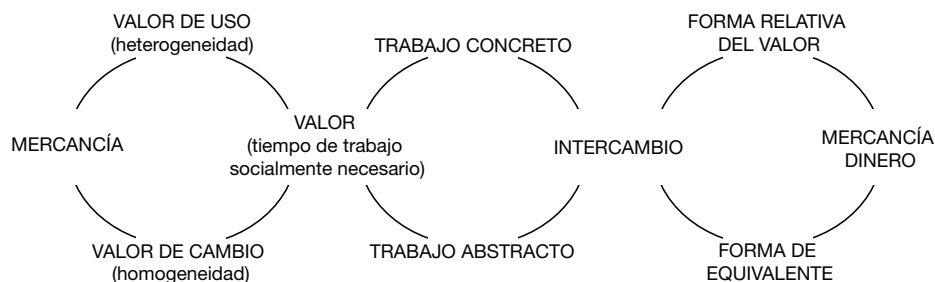 VALOR DE USO
(heterogeneidad)
TRABAJO CONCRETO
FORMA RELATIVA
DEL VALOR
MERCANCÍA
VALOR
(tiempo de trabajo
socialmente necesario)
INTERCAMBIO
MERCANCÍA
DINERO
VALOR DE CAMBIO
(homogeneidad)
TRABAJO ABSTRACTO
FORMA DE
EQUIVALENTE